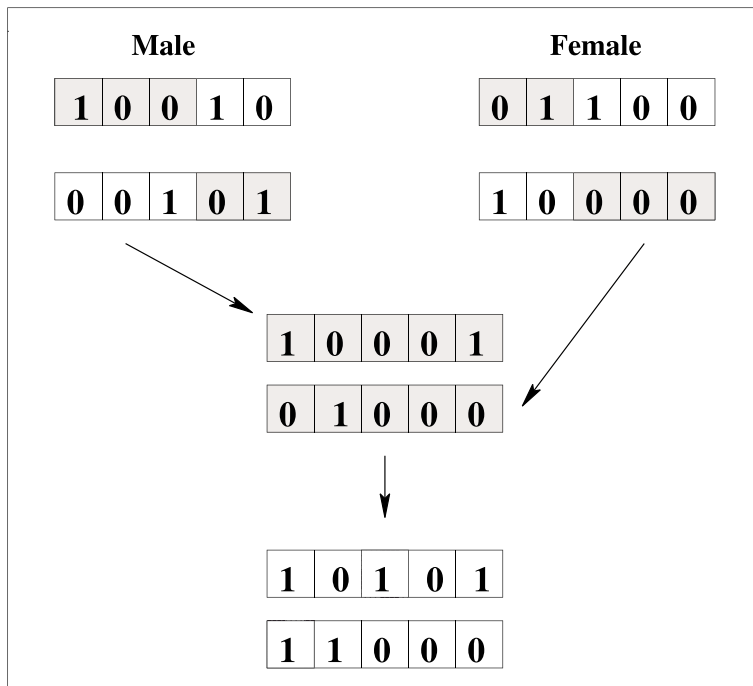 Male Female
1 0 0 1 0 0 1 1 0 0
0 0 1 0 1 1 0 0 0 0
1 0 0 0 1
0 1 0 0 0
1 0 1 0 1
1 1 0 0 0